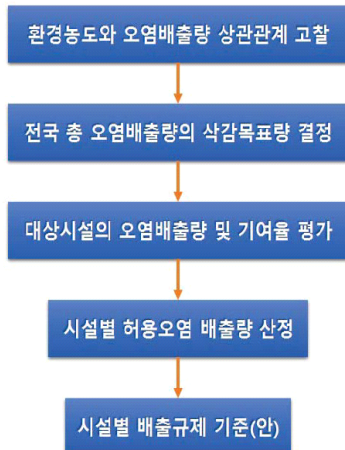 환경농도와 오염배출량 상관관계 고찰
전국 총 오염배출량의 삭감목표량 결정
대상시설의 오염배출량 및 기여율 평가
시설별 허용오염 배출량 산정
시설별 배출규제 기준(안)